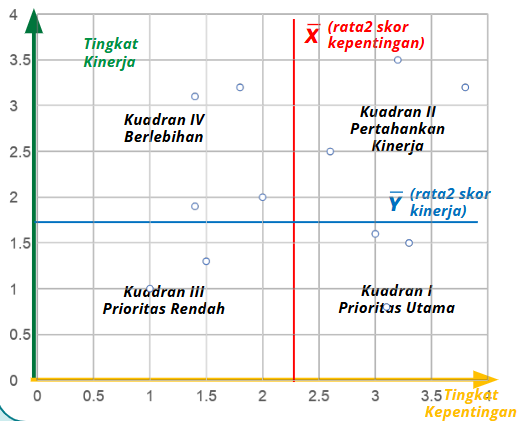 4
3.5
3
2.5
2
1.5
1
0.5
0
Tingkat
Kinerja
X (rata2 skor
kepentingan)
Kuadran IV
Berlebihan
Kuadran II
Pertahankan
Kinerja
Y (rata2 skor
kinerja)
Kuadran III
Prioritas Rendah
Kuadran I
Prioritas Utama
0 0.5 1 1.5 2 2.5 3 3.5 4
Tingkat
Kepentingan